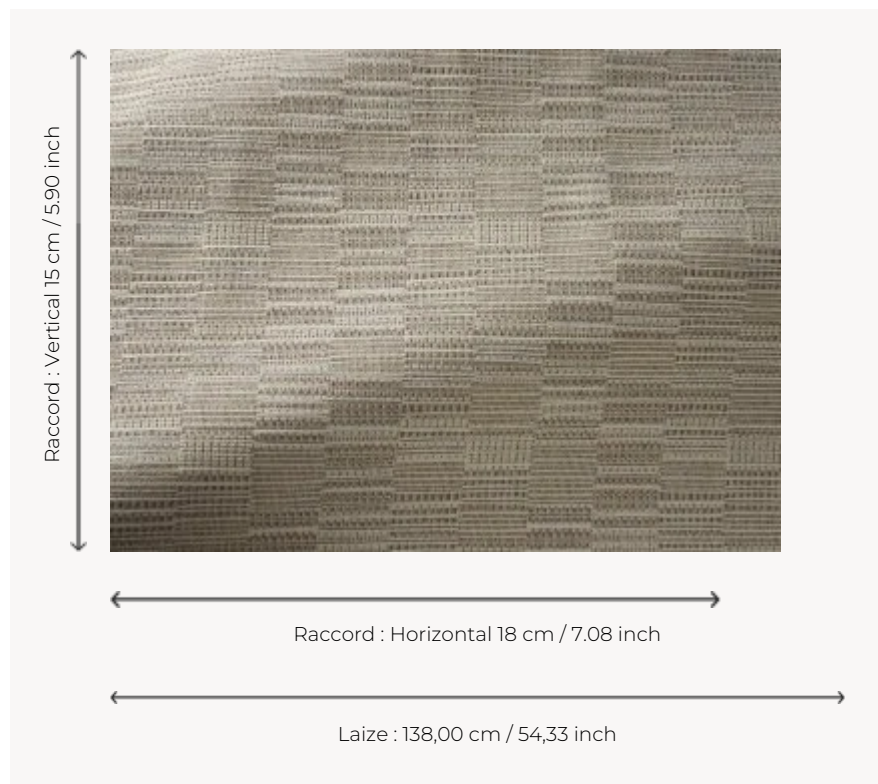 Raccord : Vertical 15 cm / 5.90 inch
Raccord : Horizontal 18 cm / 7.08 inch
Laize : 138,00 cm / 54,33 inch